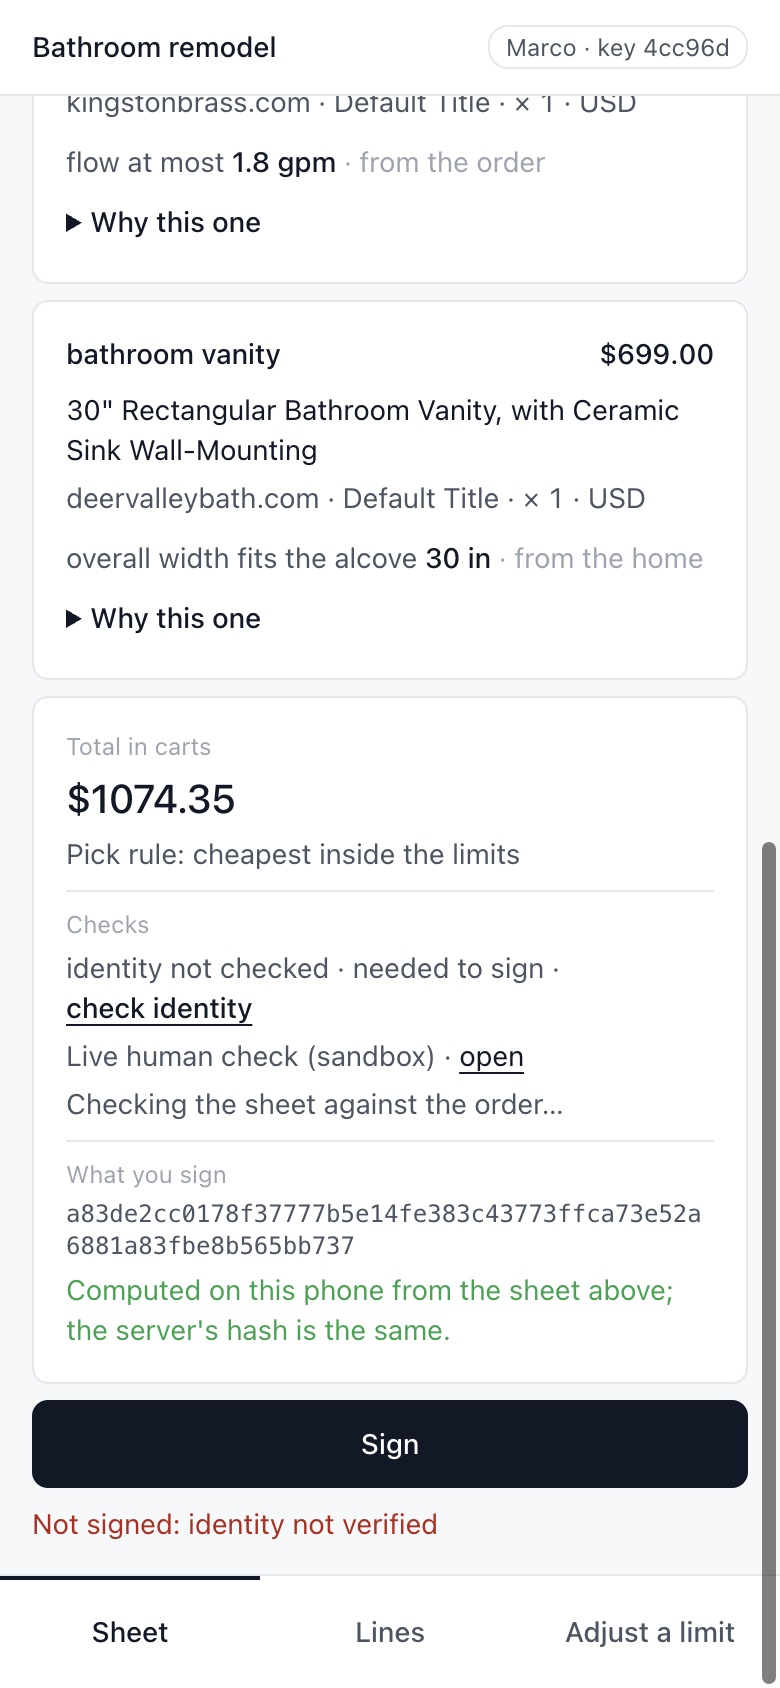 Bathroom remodel
Marco · key 4cc96d
kingstonbrass.com · Default Title · × 1 · USD
flow at most 1.8 gpm · from the order
▶ Why this one
bathroom vanity
$699.00
30" Rectangular Bathroom Vanity, with Ceramic
Sink Wall-Mounting
deervalleybath.com · Default Title · × 1 · USD
overall width fits the alcove 30 in · from the home
▶ Why this one
Total in carts
$1074.35
Pick rule: cheapest inside the limits
Checks
identity not checked · needed to sign ·
check identity
Live human check (sandbox) · open
Checking the sheet against the order...
What you sign
a83de2cc0178f37777b5e14fe383c43773ffca73e52a
6881a83fbe8b565bb737
Computed on this phone from the sheet above;
the server's hash is the same.
Sign
Not signed: identity not verified
Sheet
Lines
Adjust a limit